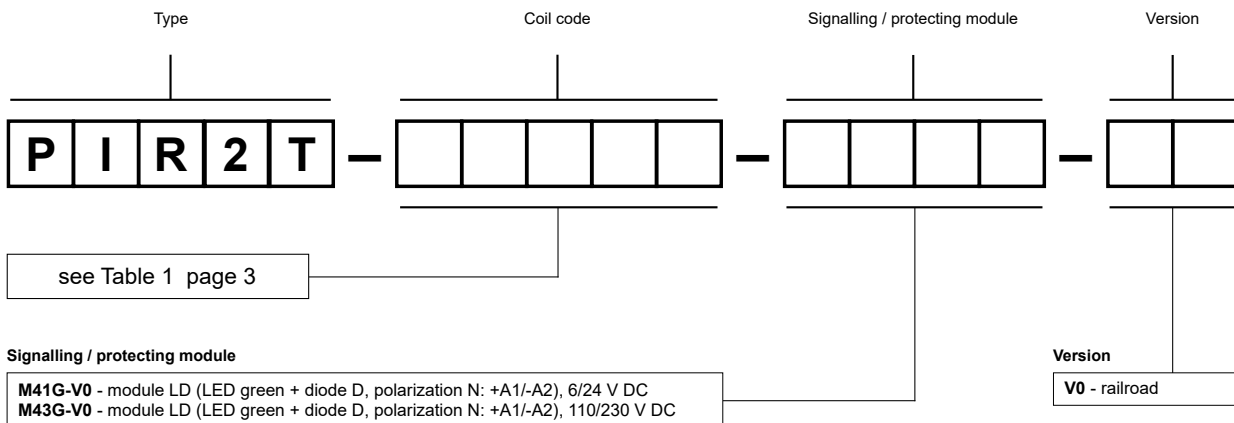 Type Coil code Signalling / protecting module Version
P I R 2 T – – –
see Table 1 page 3
Signalling / protecting module
M41G-V0 - module LD (LED green + diode D, polarization N: +A1/-A2), 6/24 V DC
M43G-V0 - module LD (LED green + diode D, polarization N: +A1/-A2), 110/230 V DC
Version
V0 - railroad